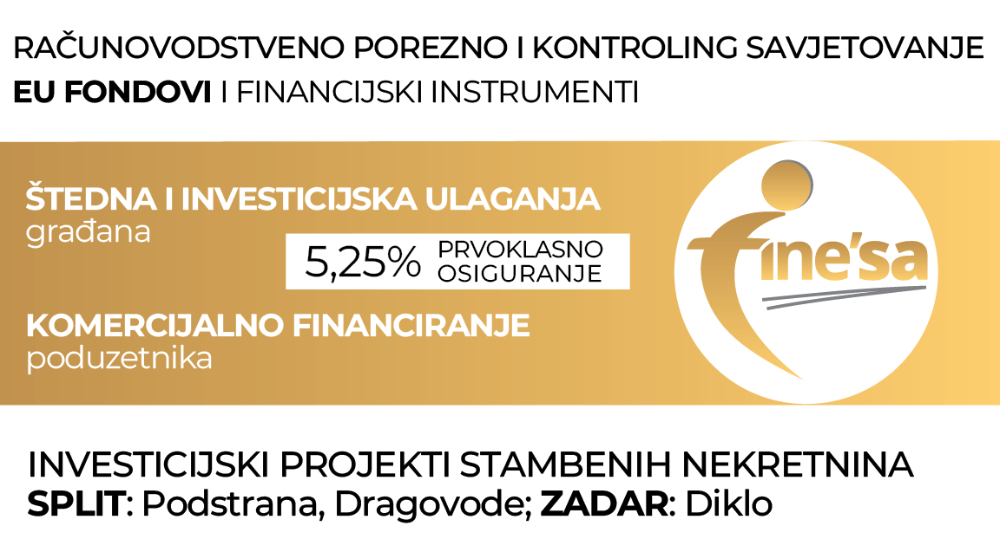 RAČUNOVODSTVENO POREZNO I KONTROLING SAVJETOVANJE
EU FONDOVI I FINANCIJSKI INSTRUMENTI
ŠTEDNA I INVESTICIJSKA ULAGANJA
građana
5,25% PRVOKLASNO
OSIGURANJE
KOMERCIJALNO FINANCIRANJE
poduzetnika
fine'sa
INVESTICIJSKI PROJEKTI STAMBENIH NEKRETNINA
SPLIT: Podstrana, Dragovode; ZADAR: Diklo